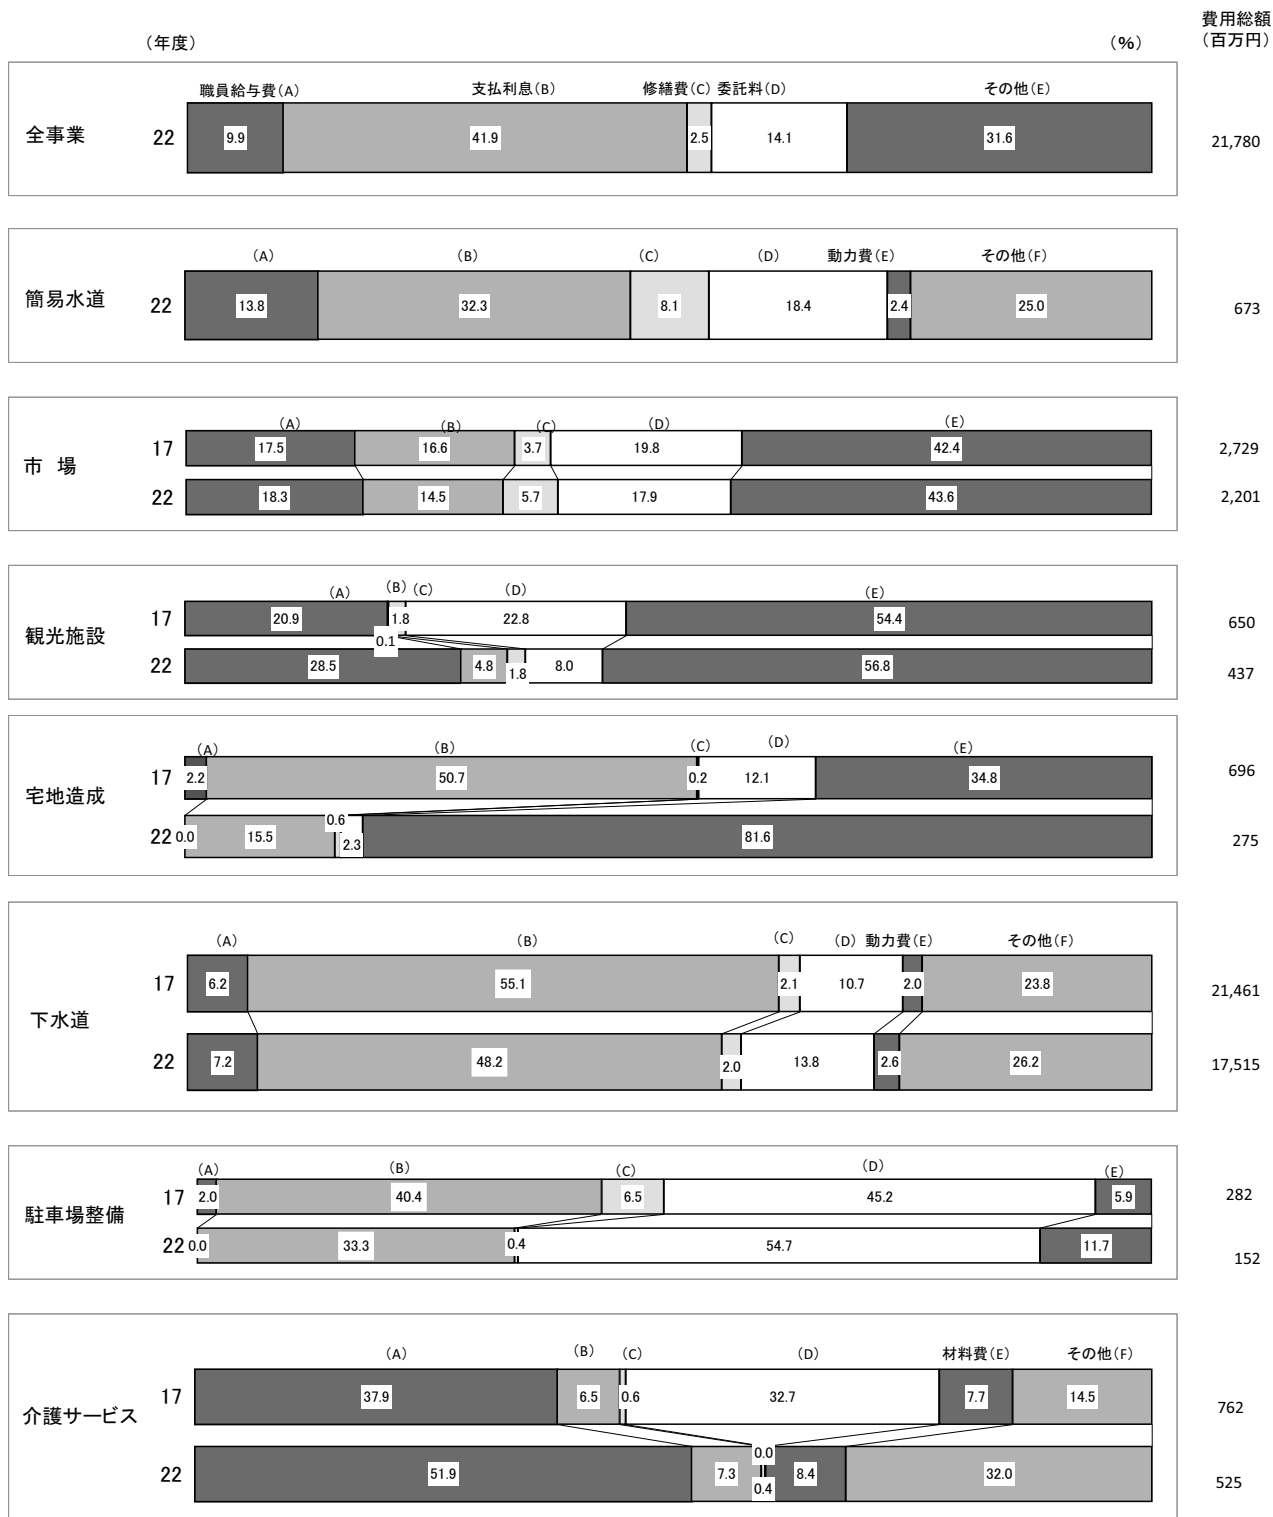 費用総額
(百万円)
(年度) (%)
職員給与費(A) 支払利息(B) 修繕費(C) 委託料(D) その他(E)
全事業 22 9.9 41.9 2.5 14.1 31.6 21,780
(A) (B) (C) (D) 動力費(E) その他(F)
簡易水道 22 13.8 32.3 8.1 18.4 2.4 25.0 673
(A) (B) (C) (D) (E)
17 17.5 16.6 3.7 19.8 42.4 2,729
市 場
22 18.3 14.5 5.7 17.9 43.6 2,201
(A) (B) (C) (D) (E)
17 20.9 0.1 1.8 22.8 54.4 650
観光施設
22 28.5 4.8 1.8 8.0 56.8 437
(A) (B) (C) (D) (E)
17 2.2 50.7 0.2 12.1 34.8 696
宅地造成
22 0.0 15.5 0.6 2.3 81.6 275
(A) (B) (C) (D) 動力費(E) その他(F)
17 6.2 55.1 2.1 10.7 2.0 23.8 21,461
下水道
22 7.2 48.2 2.0 13.8 2.6 26.2 17,515
(A) (B) (C) (D) (E)
17 2.0 40.4 6.5 45.2 5.9 282
駐車場整備
22 0.0 33.3 0.4 54.7 11.7 152
(A) (B) (C) (D) 材料費(E) その他(F)
17 37.9 6.5 0.6 32.7 7.7 14.5 762
介護サービス
22 51.9 7.3 0.4 0.0 8.4 32.0 525